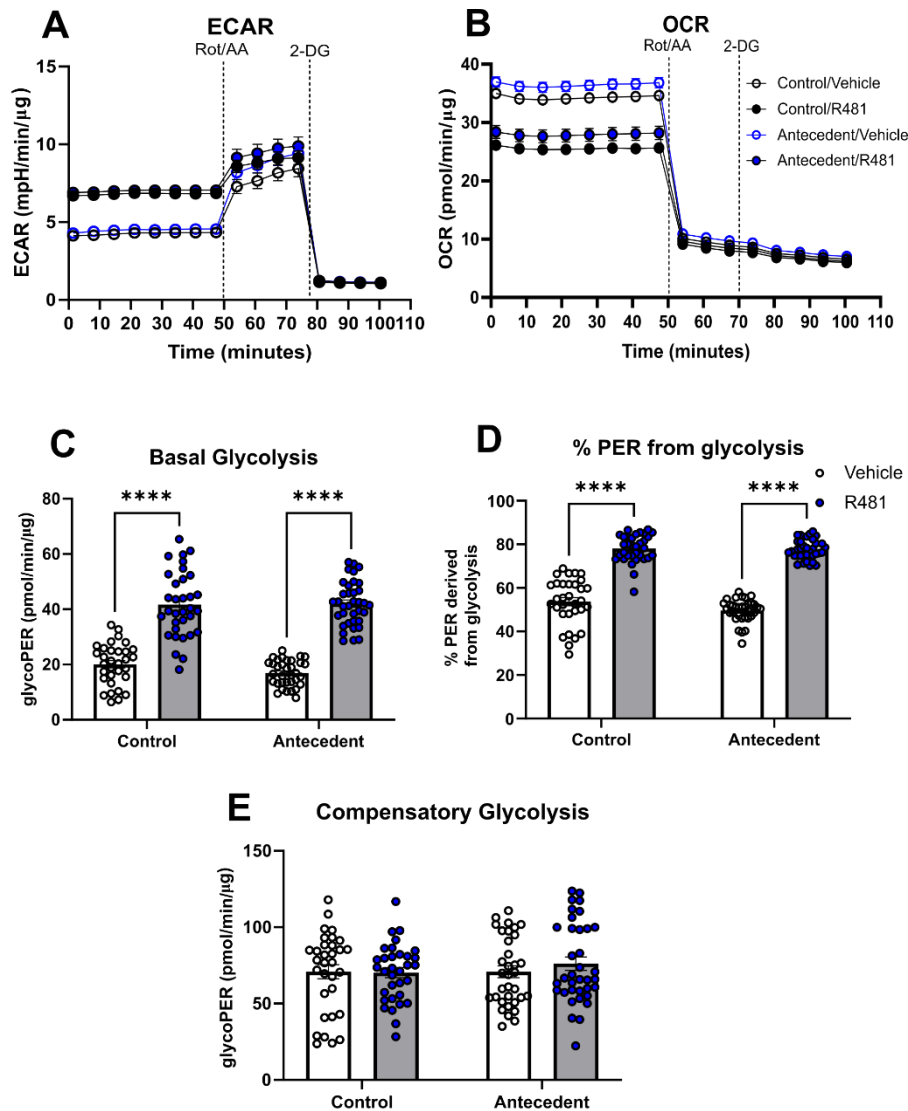 A
ECAR
Rot/AA
2-DG
ECAR (mpH/min/µg)
15
10
5
0
0 10 20 30 40 50 60 70 80 90 100 110
Time (minutes)
B
OCR
Rot/AA
2-DG
OCR (pmol/min/µg)
40
30
20
10
0
0 10 20 30 40 50 60 70 80 90 100 110
Time (minutes)
Control/Vehicle
Control/R481
Antecedent/Vehicle
Antecedent/R481
C
Basal Glycolysis
glycoPER (pmol/min/µg)
80
60
40
20
0
****
****
Control Antecedent
D
% PER from glycolysis
% PER derived
from glycolysis
100
80
60
40
20
0
****
****
Control Antecedent
Vehicle
R481
E
Compensatory Glycolysis
glycoPER (pmol/min/µg)
150
100
50
0
Control Antecedent